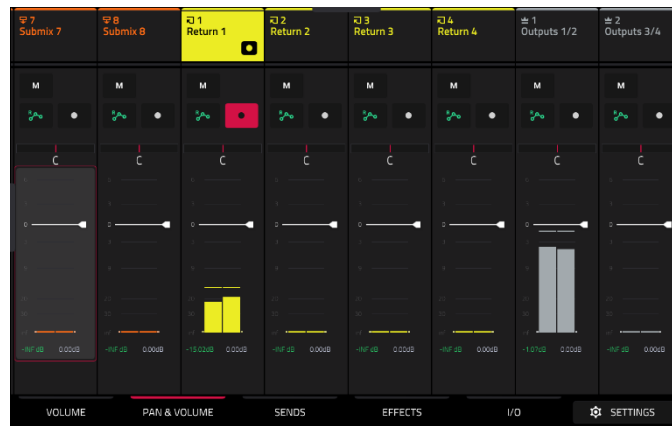 7
Submix 7
8
Submix 8
1
Return 1
2
Return 2
3
Return 3
4
Return 4
1
Outputs 1/2
2
Outputs 3/4
M M M M M M M M
C C C C C C C C
0 0 0 0 0 0 0 0
-INF dB 0.00dB -INF dB 0.00dB -15.02dB 0.00dB -INF dB 0.00dB -INF dB 0.00dB -INF dB 0.00dB -1.07dB 0.00dB -INF dB 0.00dB
VOLUME PAN & VOLUME SENDS EFFECTS I/O SETTINGS